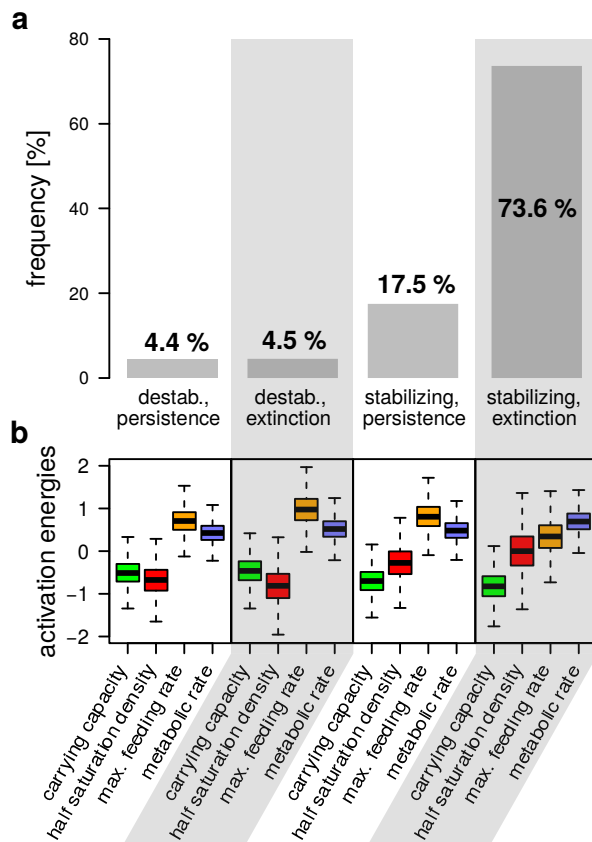 a
frequency [%]
80
60
40
20
0
4.4 %
4.5 %
17.5 %
73.6 %
destab.,
persistence
destab.,
extinction
stabilizing,
persistence
stabilizing,
extinction
b
activation energies
2
1
0
−1
−2
carrying capacity
half saturation density
max. feeding rate
metabolic rate
carrying capacity
half saturation density
max. feeding rate
metabolic rate
carrying capacity
half saturation density
max. feeding rate
metabolic rate
carrying capacity
half saturation density
max. feeding rate
metabolic rate